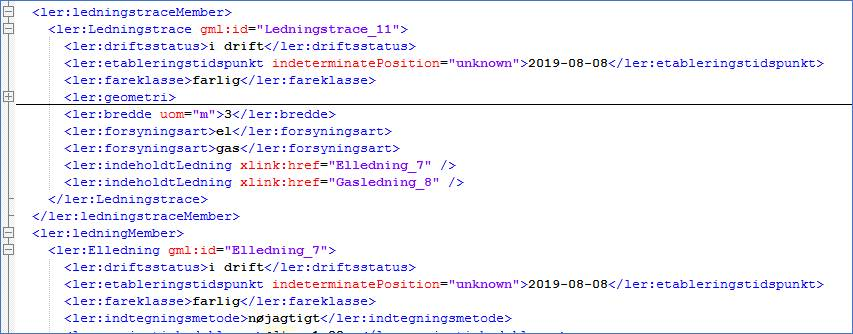 <ler:ledningstraceMember>
<ler:Ledningstrace gml:id="Ledningstrace_11">
<ler:driftsstatus>i drift</ler:driftsstatus>
<ler:etableringstidspunkt indeterminatePosition="unknown">2019-08-08</ler:etableringstidspunkt>
<ler:fareklasse>farlig</ler:fareklasse>
<ler:geometri>
<ler:bredde uom="m">3</ler:bredde>
<ler:forsyningsart>el</ler:forsyningsart>
<ler:forsyningsart>gas</ler:forsyningsart>
<ler:indeholdtLedning xlink:href="Elledning_7" />
<ler:indeholdtLedning xlink:href="Gasledning_8" />
</ler:Ledningstrace>
</ler:ledningstraceMember>
<ler:ledningMember>
<ler:Elledning gml:id="Elledning_7">
<ler:driftsstatus>i drift</ler:driftsstatus>
<ler:etableringstidspunkt indeterminatePosition="unknown">2019-08-08</ler:etableringstidspunkt>
<ler:fareklasse>farlig</ler:fareklasse>
<ler:indtegningsmetode>nøjagtigt</ler:indtegningsmetode>